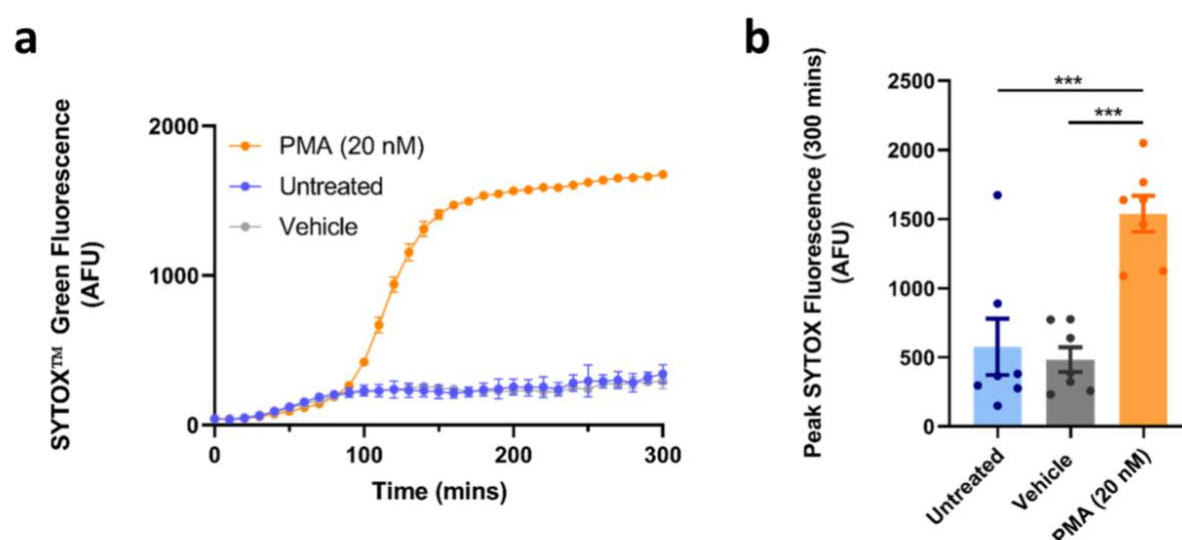 a
SYTOX™ Green Fluorescence
(AFU)
2000
1000
0
PMA (20 nM)
Untreated
Vehicle
0 100 200 300
Time (mins)
b
Peak SYTOX Fluorescence (300 mins)
(AFU)
2500
2000
1500
1000
500
0
***
***
Untreated
Vehicle
PMA (20 nM)